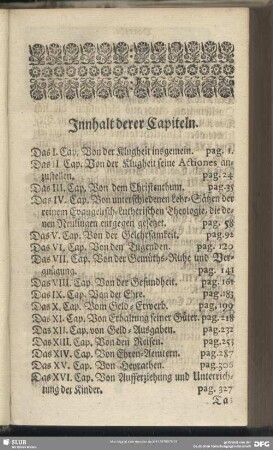 Innhalt derer Capiteln.
Das I. Cap. Von der Klugheit insgemein. pag. 1.
Das II. Cap. Von der Klugheit seine Actiones an-
zustellen. pag. 24
Das III. Cap. Von dem Christenthum. pag. 35
Das IV. Cap. Von unterschiedenen Lehr-Sätzen der
reinen Evangelisch-Lutherischen Theologie, die de-
nen Meinungen entgegen gesetzt. pag. 58
Das V. Cap. Von der Gelehrsamkeit. pag. 92
Das VI. Cap. Von den Tugenden. pag. 120
Das VII. Cap. Von der Gemüths-Ruhe und Ver-
gnügung. pag. 141
Das VIII. Cap. Von der Gesundheit. pag. 161
Das IX. Cap. Von der Ehre. pag. 183
Das X. Cap. Vom Geld-Erwerb. pag. 199
Das XI. Cap. Von Erhaltung seiner Güter. pag. 218
Das XII. Cap. von Geld-Ausgaben. pag. 232
Das XIII. Cap. Von den Reisen. pag. 253
Das XIV. Cap. Von Ehren-Aemtern. pag. 287
Das XV. Cap. Von Heyrathen. pag. 306
Das XVI. Cap. Von Aufferziehung und Unterrich-
tung der Kinder. pag. 327
Das
SLUB
DFG